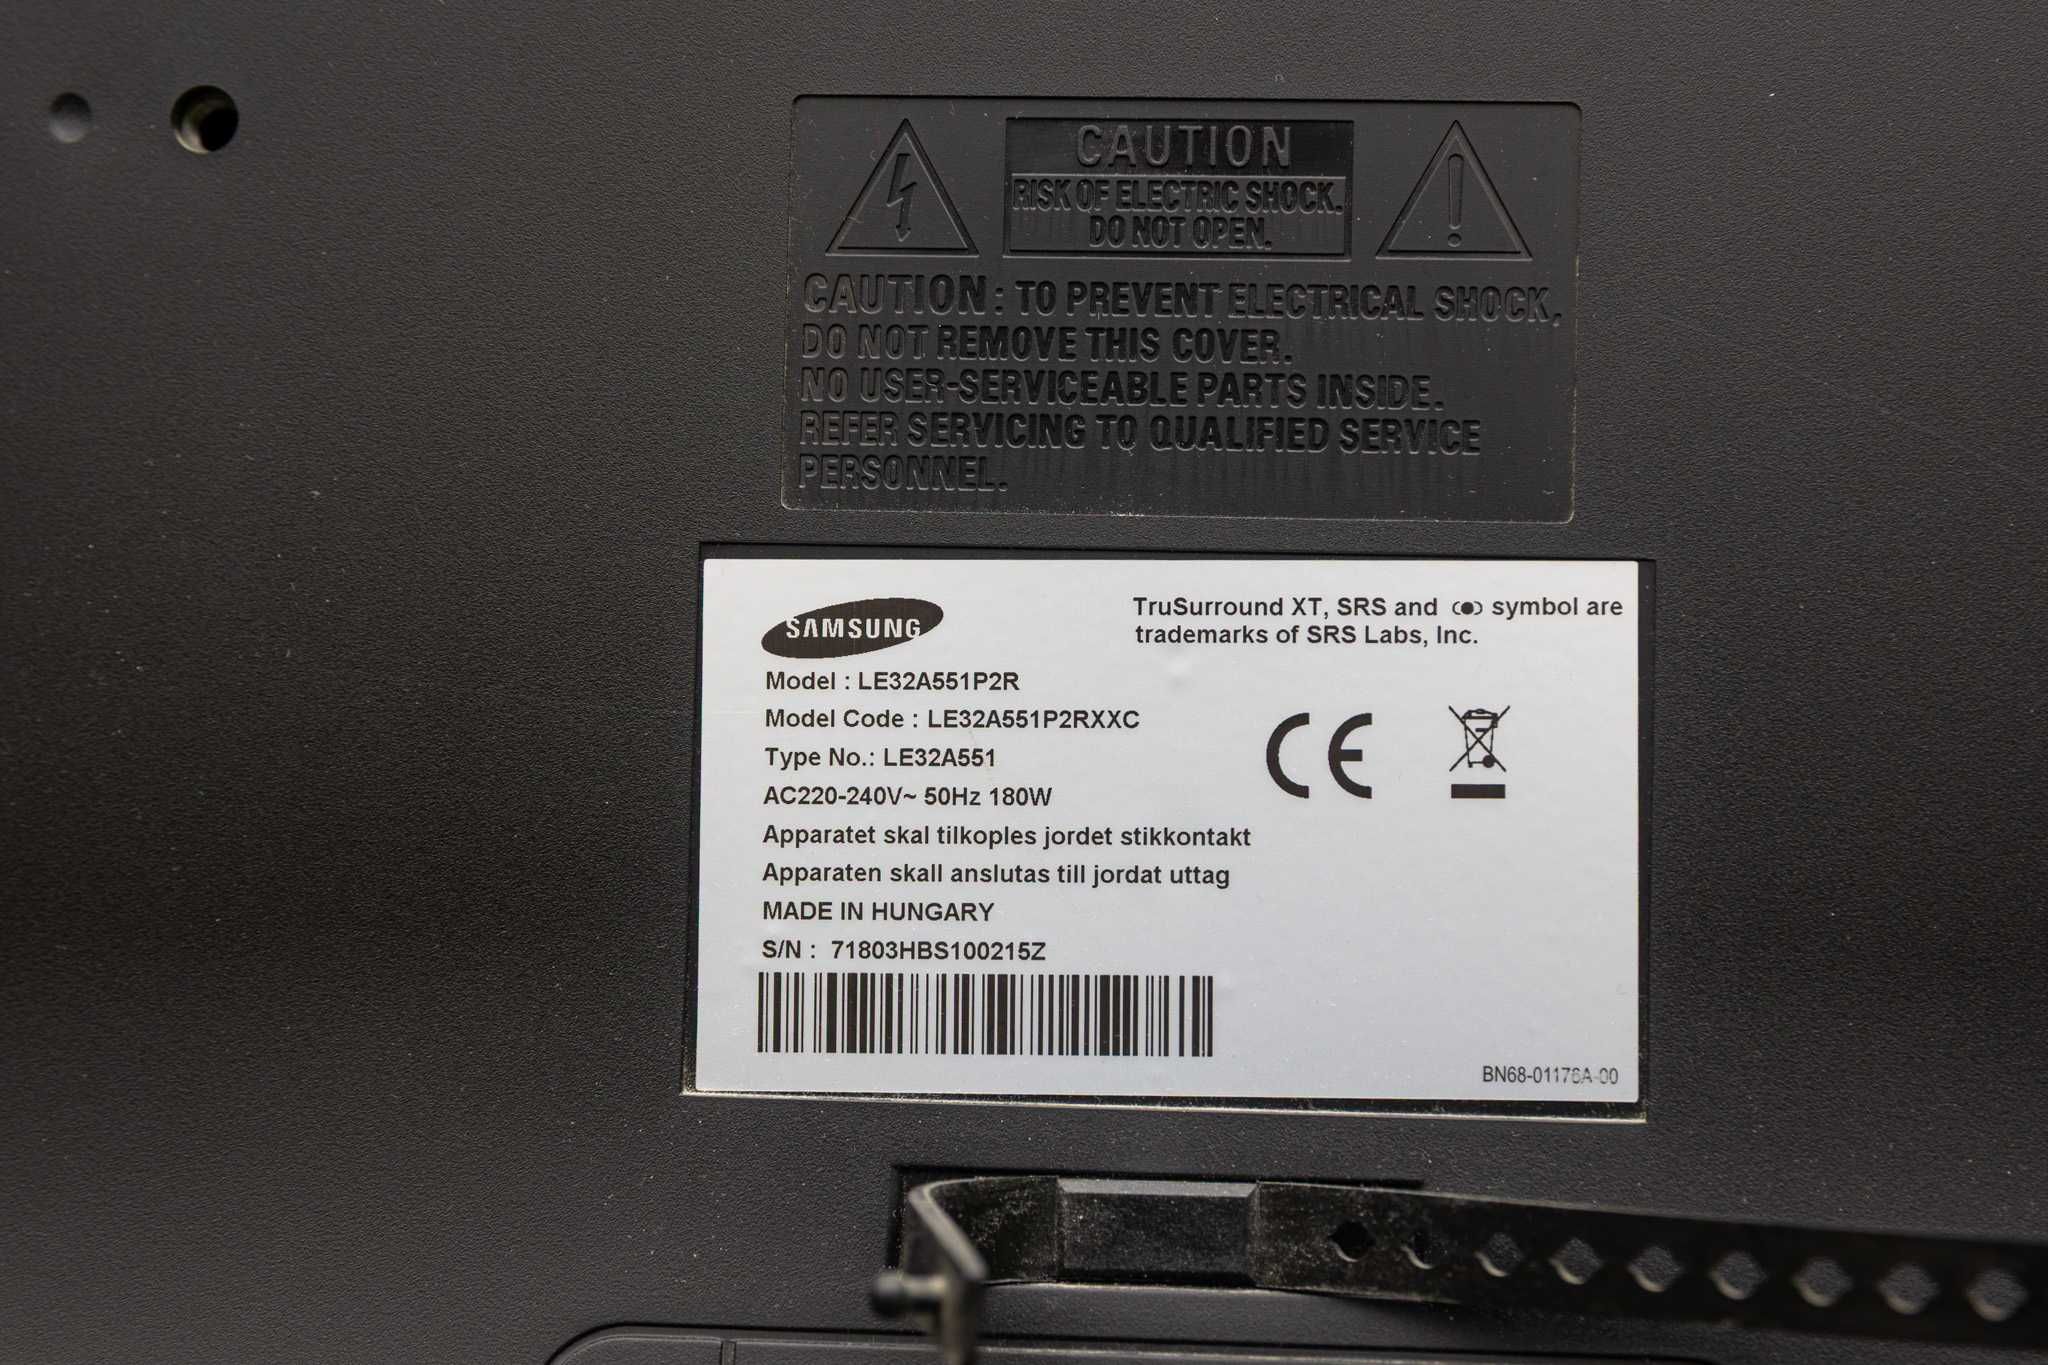 CAUTION
RISK OF ELECTRIC SHOCK.
DO NOT OPEN.
CAUTION : TO PREVENT ELECTRICAL SHOCK,
DO NOT REMOVE THIS COVER.
NO USER-SERVICEABLE PARTS INSIDE.
REFER SERVICING TO QUALIFIED SERVICE
PERSONNEL.
SAMSUNG
TruSurround XT, SRS and symbol are
trademarks of SRS Labs, Inc.
Model : LE32A551P2R
Model Code : LE32A551P2RXXC
Type No.: LE32A551
AC220-240V~ 50Hz 180W
Apparatet skal tilkoples jordet stikkontakt
Apparaten skall anslutas till jordat uttag
MADE IN HUNGARY
S/N : 71803HBS100215Z
CE
BN68-01176A-00